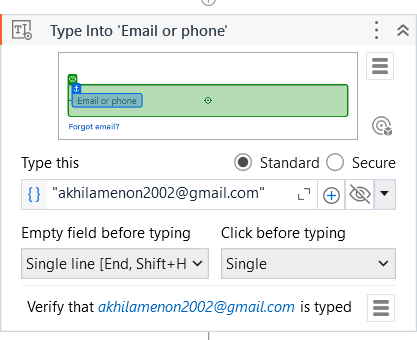 Type Into 'Email or phone'
Email or phone
Forgot email?
Type this
Standard
Secure
"akhilamenon2002@gmail.com"
Empty field before typing
Click before typing
Single line [End, Shift+H
Single
Verify that akhilamenon2002@gmail.com is typed